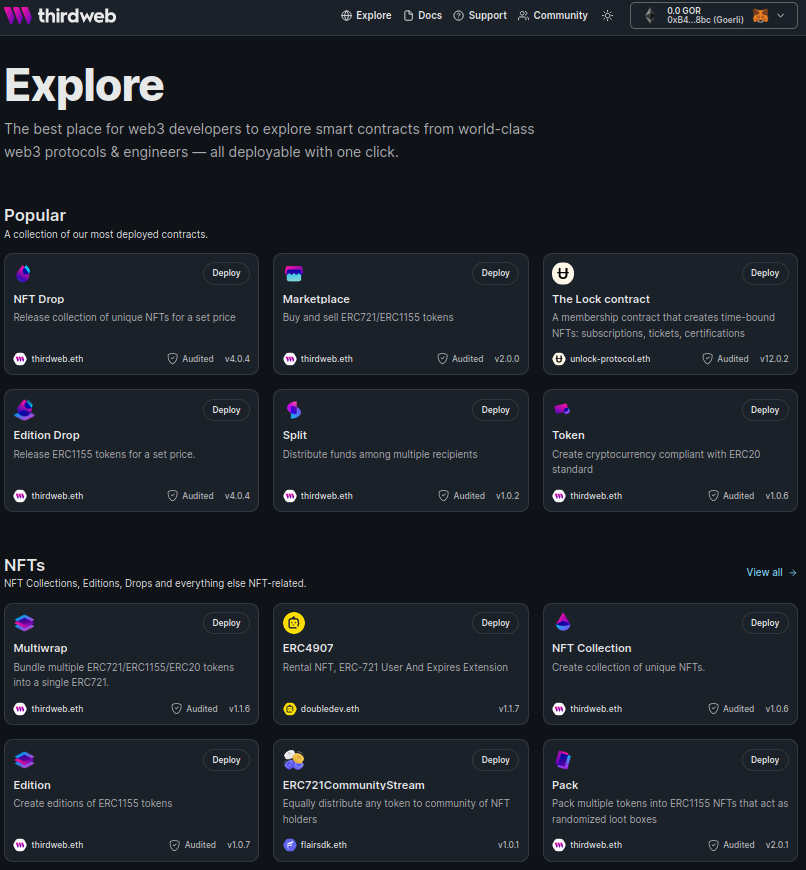 thirdweb
Explore Docs Support Community
0.0 GOR
0xB4...8bc (Goerli)
Explore
The best place for web3 developers to explore smart contracts from world-class
web3 protocols & engineers — all deployable with one click.
Popular
A collection of our most deployed contracts.
Deploy
NFT Drop
Release collection of unique NFTs for a set price
thirdweb.eth Audited v4.0.4
Deploy
Marketplace
Buy and sell ERC721/ERC1155 tokens
thirdweb.eth Audited v2.0.0
Deploy
The Lock contract
A membership contract that creates time-bound
NFTs: subscriptions, tickets, certifications
unlock-protocol.eth Audited v12.0.2
Deploy
Edition Drop
Release ERC1155 tokens for a set price.
thirdweb.eth Audited v4.0.4
Deploy
Split
Distribute funds among multiple recipients
thirdweb.eth Audited v1.0.2
Deploy
Token
Create cryptocurrency compliant with ERC20
standard
thirdweb.eth Audited v1.0.6
NFTs
NFT Collections, Editions, Drops and everything else NFT-related.
View all →
Deploy
Multiwrap
Bundle multiple ERC721/ERC1155/ERC20 tokens
into a single ERC721.
thirdweb.eth Audited v1.1.6
Deploy
ERC4907
Rental NFT, ERC-721 User And Expires Extension
doubledev.eth v1.1.7
Deploy
NFT Collection
Create collection of unique NFTs.
thirdweb.eth Audited v1.0.6
Deploy
Edition
Create editions of ERC1155 tokens
thirdweb.eth Audited v1.0.7
Deploy
ERC721CommunityStream
Equally distribute any token to community of NFT
holders
flairsdk.eth v1.0.1
Deploy
Pack
Pack multiple tokens into ERC1155 NFTs that act as
randomized loot boxes
thirdweb.eth Audited v2.0.1